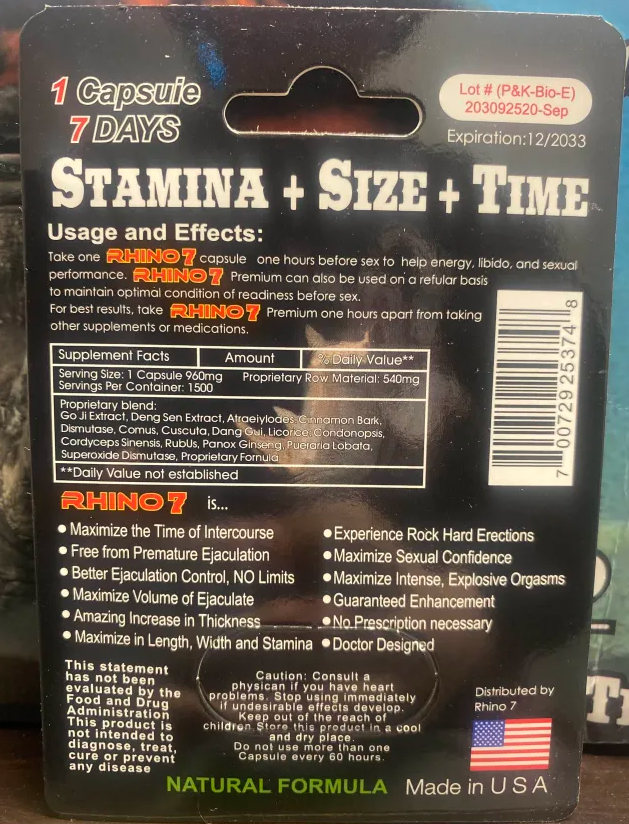 1 Capsuie
7 DAYS
Lot # (P&K-Bio-E)
203092520-Sep
Expiration:12/2033
STAMINA + SIZE + TIME
Usage and Effects:
Take one RHINO 7 capsule one hours before sex to help energy, libido, and sexual
performance. RHINO 7 Premium can also be used on a refular basis
to maintain optimal condition of readiness before sex.
For best results, take RHINO 7 Premium one hours apart from taking
other supplements or medications.
Supplement Facts Amount % Daily Value**
Serving Size: 1 Capsule 960mg Proprietary Row Material: 540mg
Servings Per Container: 1500
Proprietary blend:
Go Ji Extract, Deng Sen Extract, Atraeiylodes Cinnamon Bark,
Dismutase, Comus, Cuscuta, Dang Gui, Licorice, Condonopsis,
Cordyceps Sinensis, RubUs, Panox Ginseng, Pueraria Lobata,
Superoxide Dismutase, Proprietary Fornula
**Daily Value not established
7 00729 25374 8
RHINO 7 is...
• Maximize the Time of Intercourse
• Free from Premature Ejaculation
• Better Ejaculation Control, NO Limits
• Maximize Volume of Ejaculate
• Amazing Increase in Thickness
• Maximize in Length, Width and Stamina
• Experience Rock Hard Erections
• Maximize Sexual Confidence
• Maximize Intense, Explosive Orgasms
• Guaranteed Enhancement
• No Prescription necessary
• Doctor Designed
This statement
has not been
evaluated by the
Food and Drug
Administration
This product is
not intended to
diagnose, treat,
cure or prevent
any disease
Caution: Consult a
physican if you have heart
problems. Stop using immediately
if undesirable effects develop.
Keep out of the reach of
children. Store this product in a cool
and dry place.
Do not use more than one
Capsule every 60 hours.
Distributed by
Rhino 7
NATURAL FORMULA Made in U S A